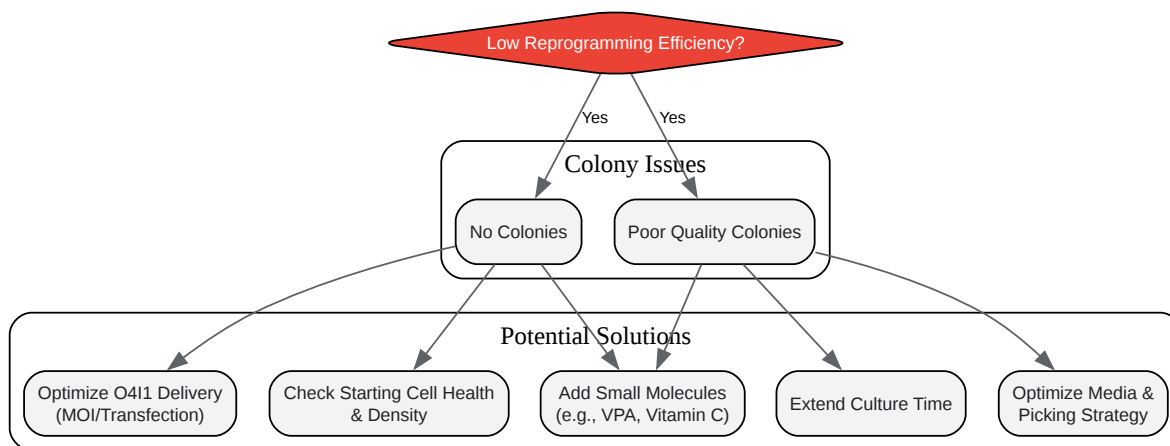 Low Reprogramming Efficiency?
Yes
Yes
Colony Issues
No Colonies
Poor Quality Colonies
Potential Solutions
Optimize O4I1 Delivery
(MOI/Transfection)
Check Starting Cell Health
& Density
Add Small Molecules
(e.g., VPA, Vitamin C)
Extend Culture Time
Optimize Media &
Picking Strategy